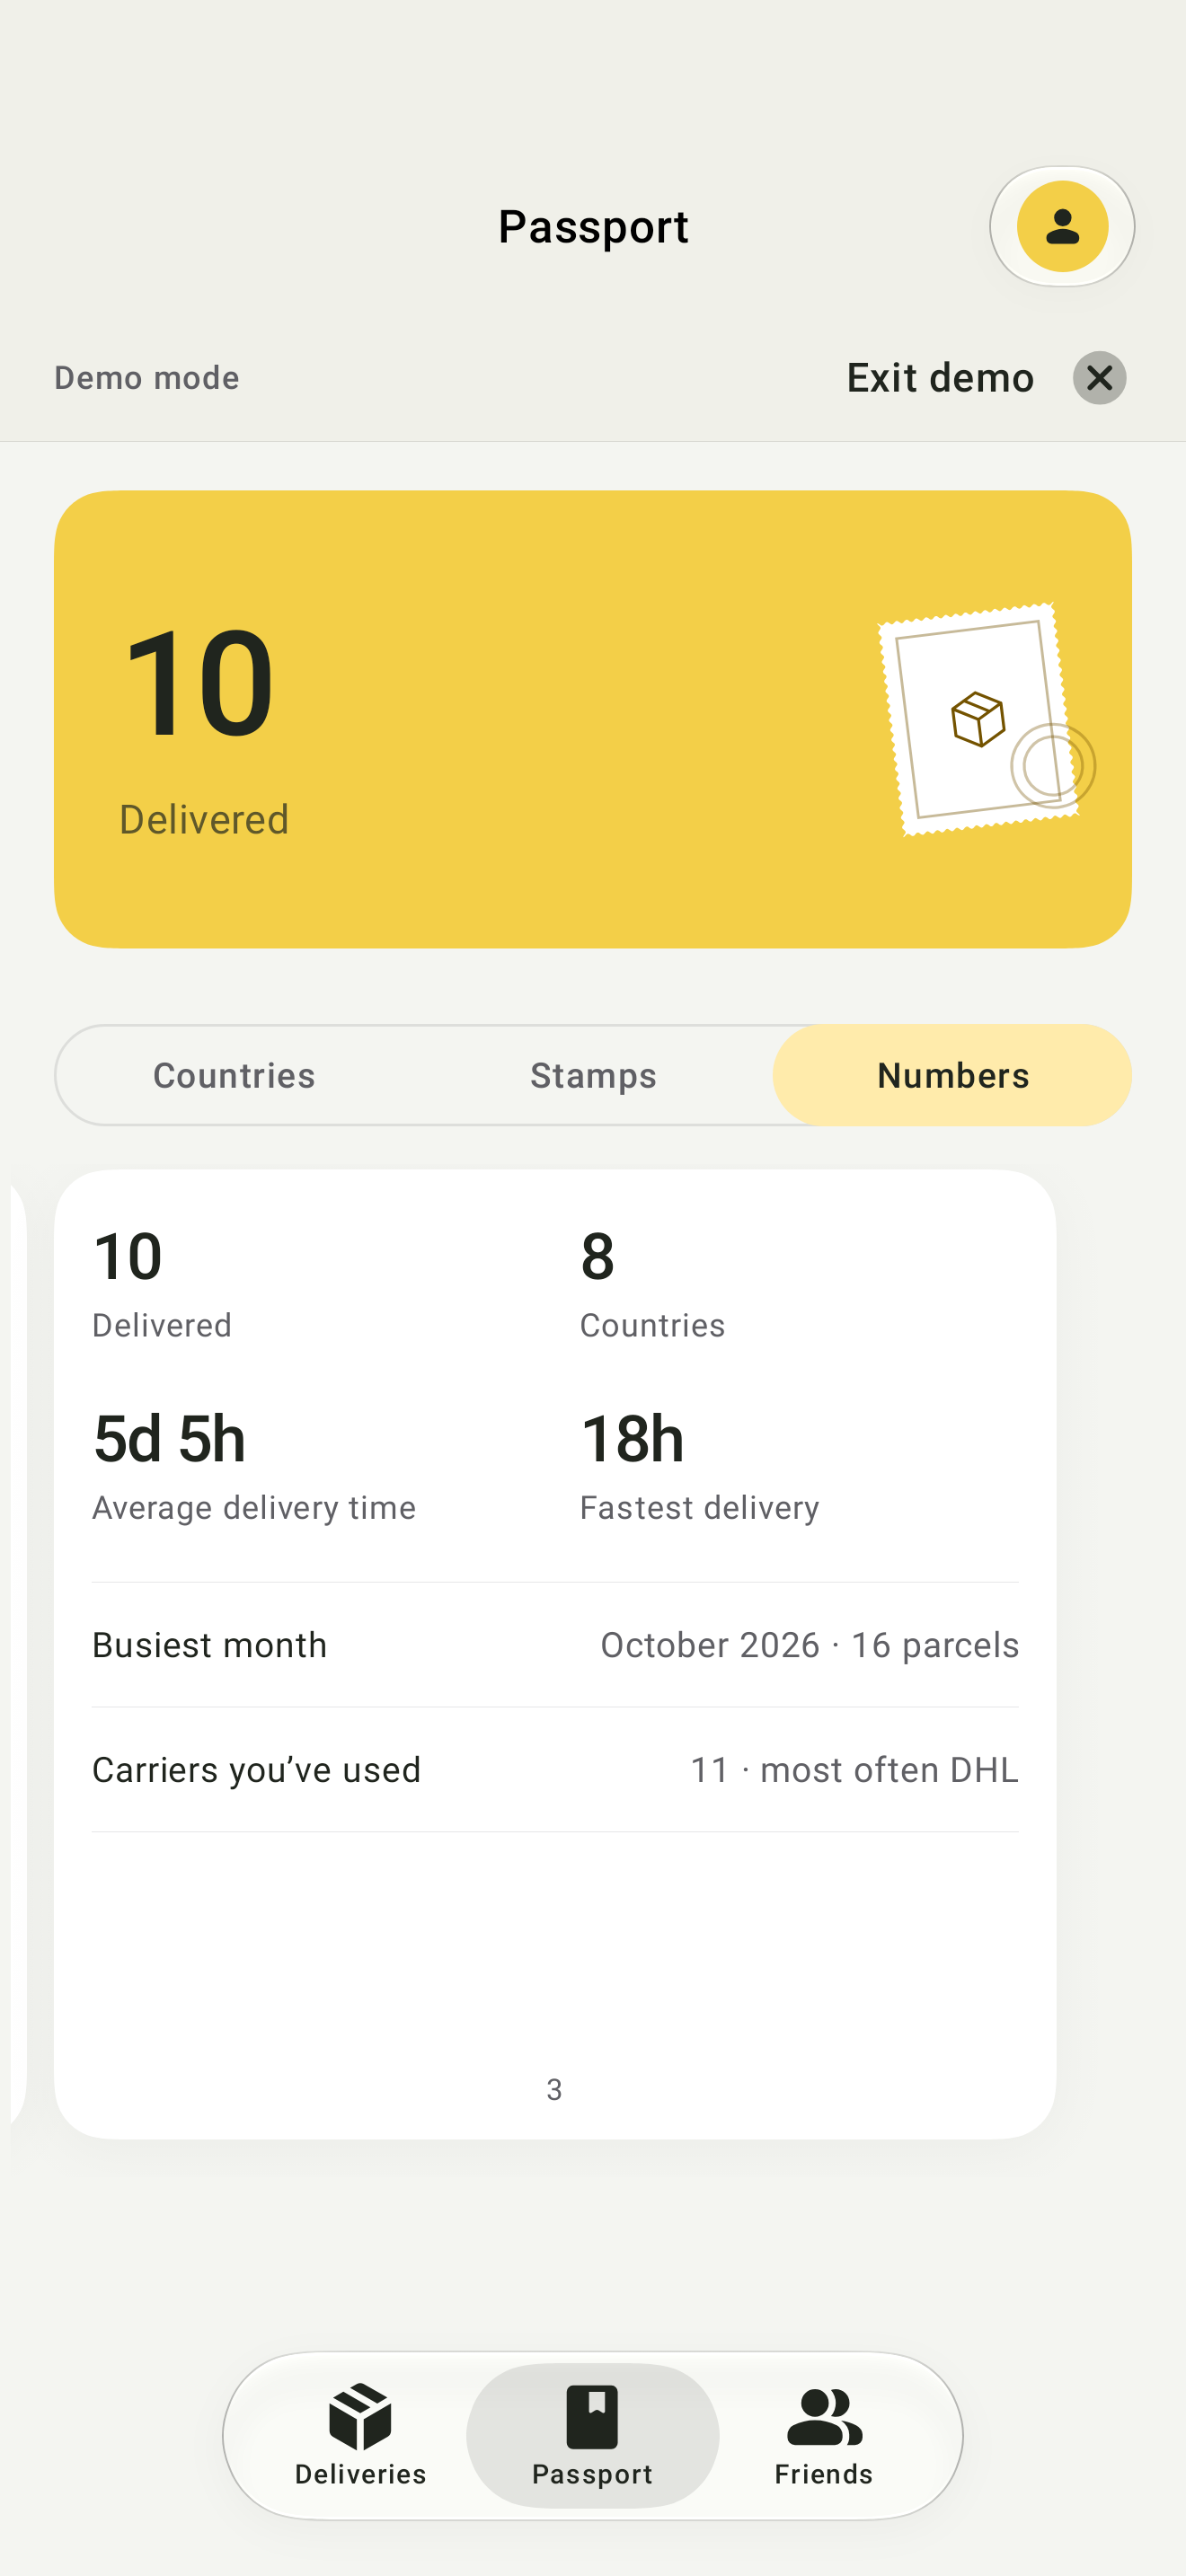 Passport
Demo mode
Exit demo
10
Delivered
Countries
Stamps
Numbers
10
Delivered
8
Countries
5d 5h
Average delivery time
18h
Fastest delivery
Busiest month
October 2026 · 16 parcels
Carriers you’ve used
11 · most often DHL
3
Deliveries
Passport
Friends